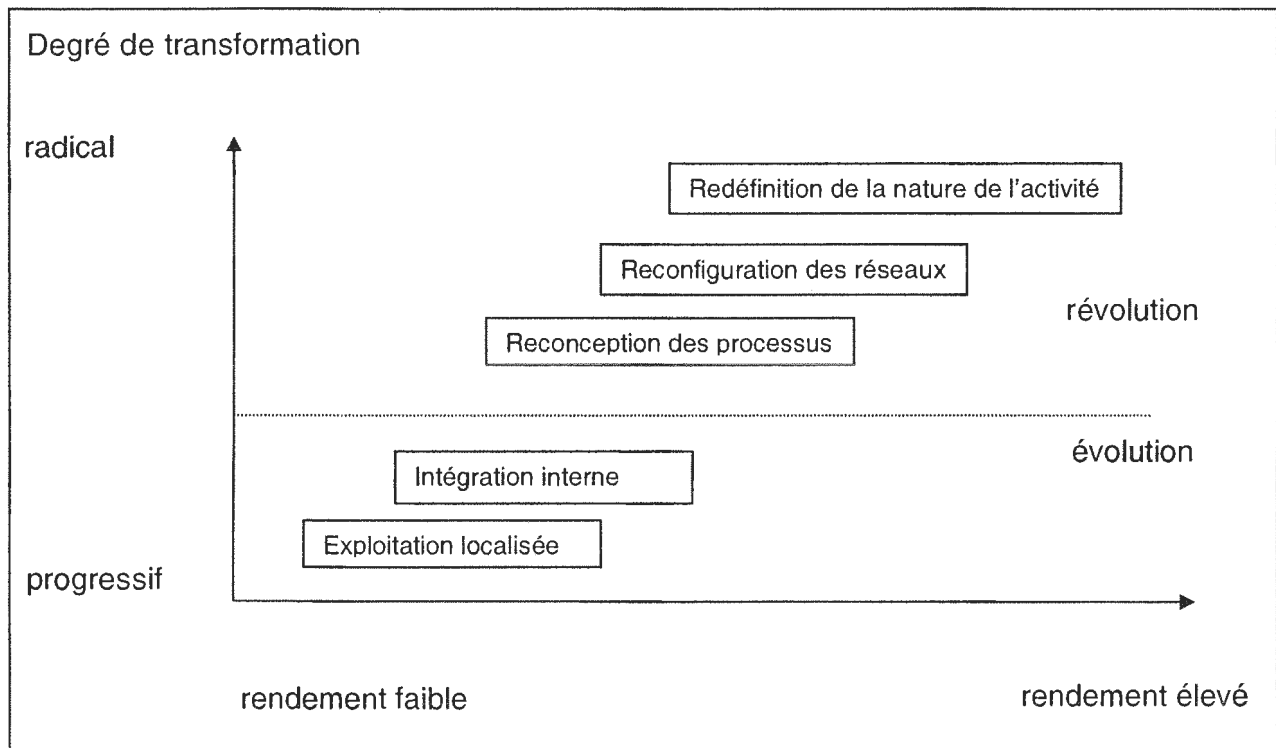 Degré de transformation
radical
Redéfinition de la nature de l'activité
Reconfiguration des réseaux
révolution
Reconception des processus
évolution
Intégration interne
Exploitation localisée
progressif
rendement faible
rendement élevé